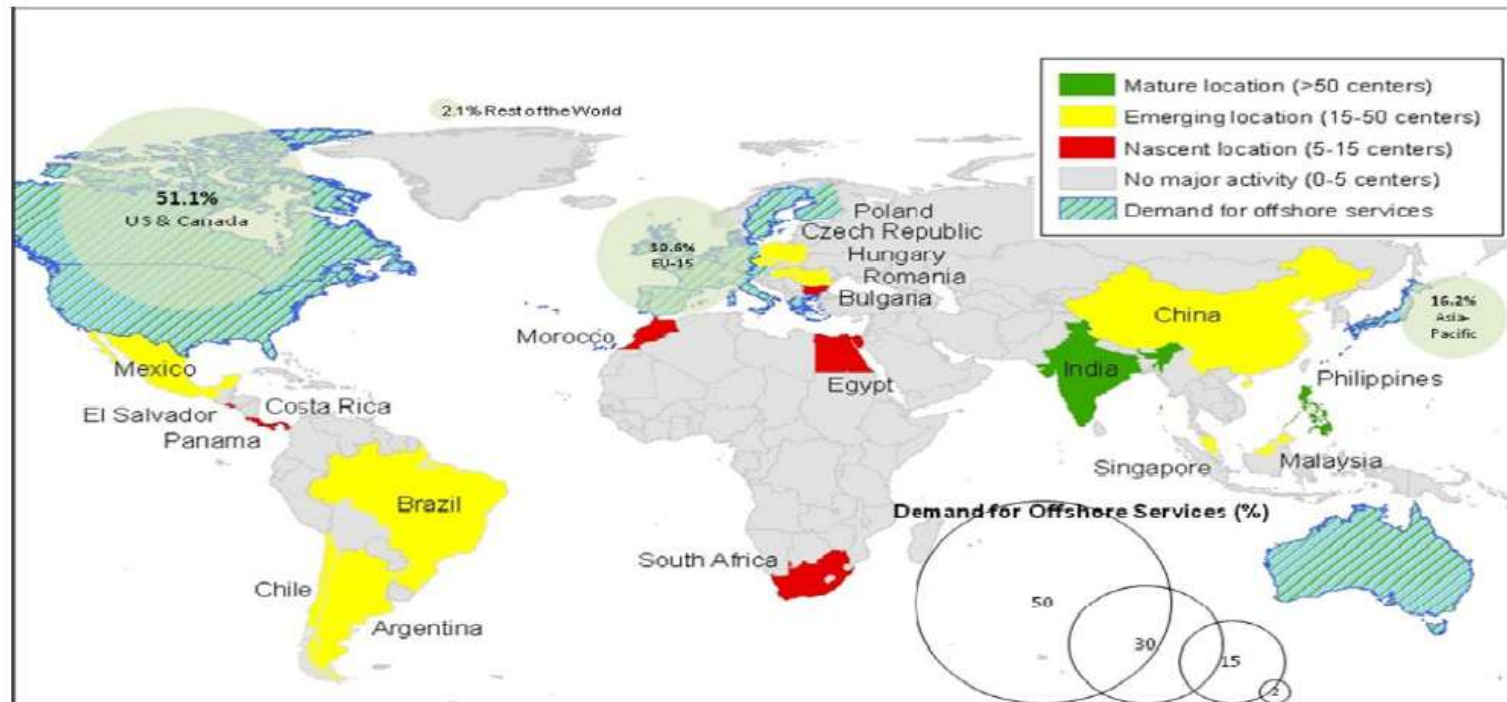 Mature location (>50 centers)
Emerging location (15-50 centers)
Nascent location (5-15 centers)
No major activity (0-5 centers)
Demand for offshore services
2.1% Rest of the World
51.1%
US & Canada
30.6%
EU-15
Poland
Czech Republic
Hungary
Romania
Bulgaria
16.2%
Asia-
Pacific
China
Morocco
Egypt
India
Philippines
Mexico
El Salvador
Costa Rica
Panama
Singapore
Malaysia
Brazil
Demand for Offshore Services (%)
South Africa
Chile
Argentina
50
30
15
2